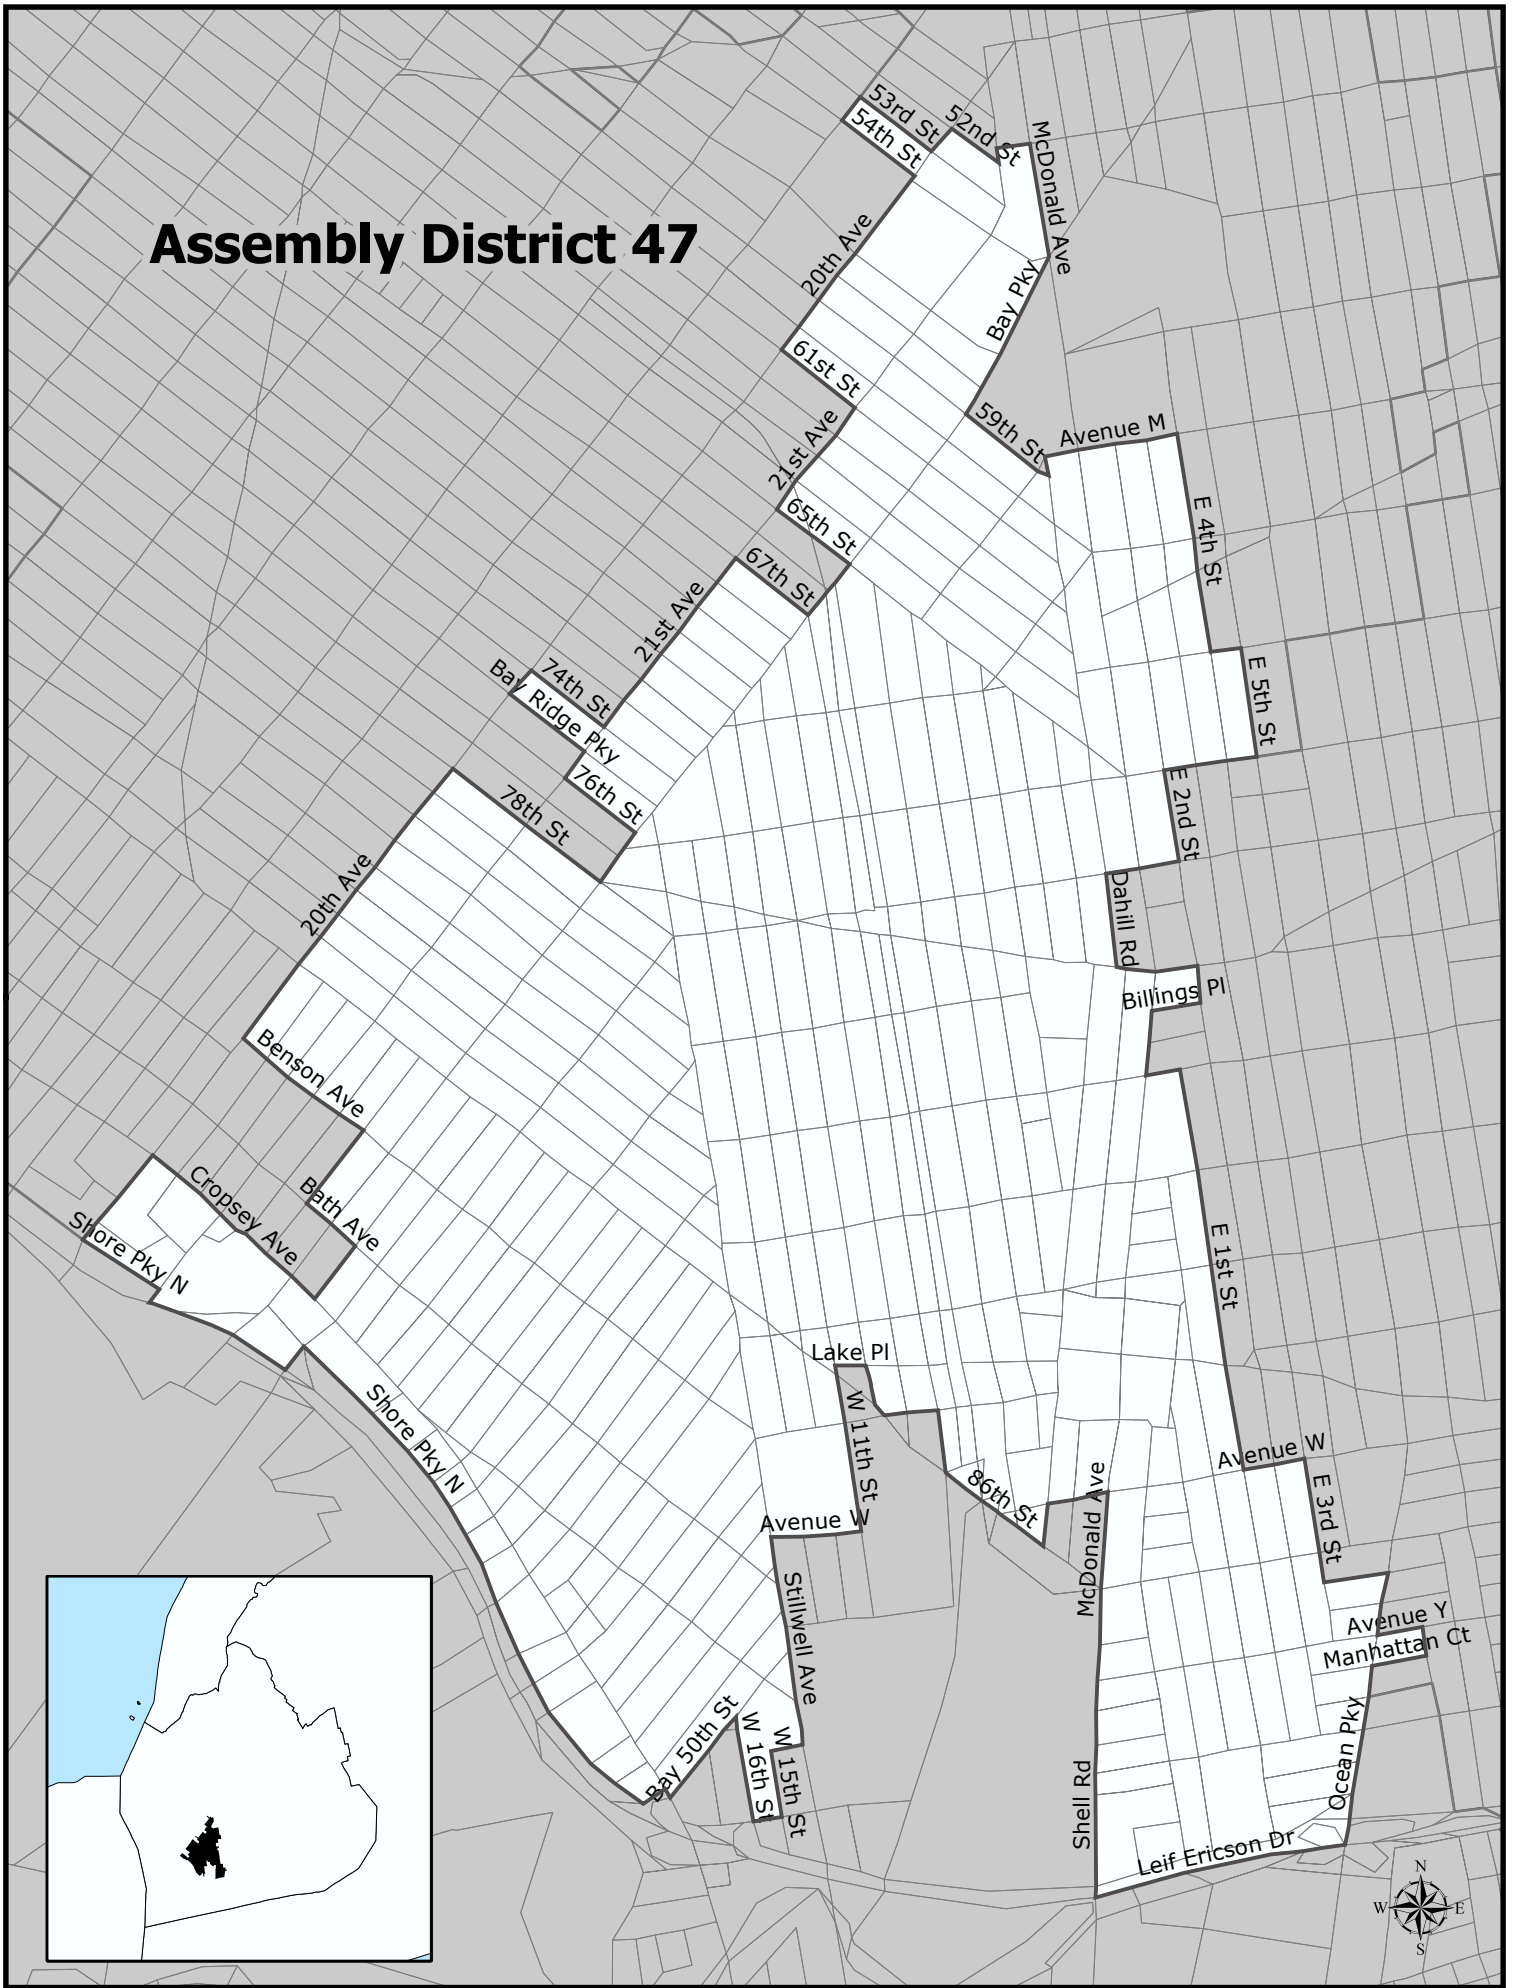 53rd St
52nd St
54th St
McDonald Ave
Assembly District 47
20th Ave
Bay Pky
61st St
59th St
Avenue M
21st Ave
65th St
E 4th St
67th St
21st Ave
74th St
Bay Ridge Pky
E 5th St
76th St
78th St
E 2nd St
20th Ave
Dahill Rd
Billings Pl
Benson Ave
Bath Ave
Cropsey Ave
Shore Pky N
E 1st St
Lake Pl
Shore Pky N
W 11th St
Avenue W
86th St
McDonald Ave
E 3rd St
Avenue W
Stillwell Ave
Avenue Y
Manhattan Ct
Bay 50th St
W 16th St
W 15th St
Ocean Pky
Shell Rd
Leif Ericson Dr
N
W
E
S